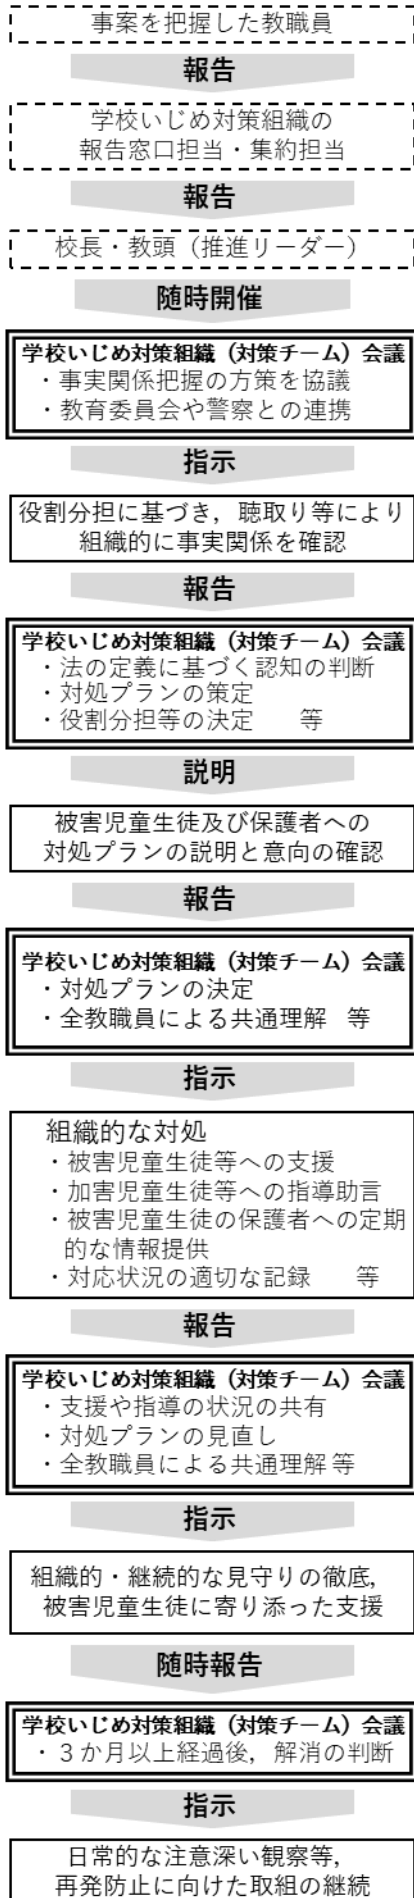 事案を把握した教職員
報告
学校いじめ対策組織の
報告窓口担当・集約担当
報告
校長・教頭（推進リーダー）
随時開催
学校いじめ対策組織（対策チーム）会議
・事実関係把握の方策を協議
・教育委員会や警察との連携
指示
役割分担に基づき，聴取り等により
組織的に事実関係を確認
報告
学校いじめ対策組織（対策チーム）会議
・法の定義に基づく認知の判断
・対処プランの策定
・役割分担等の決定　　等
説明
被害児童生徒及び保護者への
対処プランの説明と意向の確認
報告
学校いじめ対策組織（対策チーム）会議
・対処プランの決定
・全教職員による共通理解　等
指示
組織的な対処
・被害児童生徒等への支援
・加害児童生徒等への指導助言
・被害児童生徒の保護者への定期
的な情報提供
・対応状況の適切な記録　　等
報告
学校いじめ対策組織（対策チーム）会議
・支援や指導の状況の共有
・対処プランの見直し
・全教職員による共通理解 等
指示
組織的・継続的な見守りの徹底，
被害児童生徒に寄り添った支援
随時報告
学校いじめ対策組織（対策チーム）会議
・３か月以上経過後，解消の判断
指示
日常的な注意深い観察等，
再発防止に向けた取組の継続